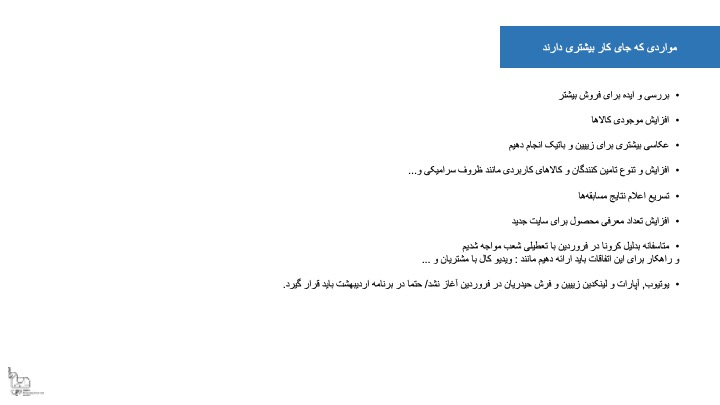 مواردی که جای کار بیشتری دارند
• بررسی و ایده برای فروش بیشتر
• افزایش موجودی کالاها
• عکاسی بیشتری برای زیپین و باتیک انجام دهیم
• افزایش و تنوع تامین کنندگان و کالاهای کاربردی مانند ظروف سرامیکی و...
• تسریع اعلام نتایج مسابقه‌ها
• افزایش تعداد معرفی محصول برای سایت جدید
• متاسفانه بدلیل کرونا در فروردین با تعطیلی شعب مواجه شدیم
و راهکار برای این اتفاقات باید ارائه دهیم مانند : ویدیو کال با مشتریان و ...
• یوتیوب, آپارات و لینکدین زیپین و فرش حیدریان در فروردین آغاز نشد/ حتما در برنامه اردیبهشت باید قرار گیرد.